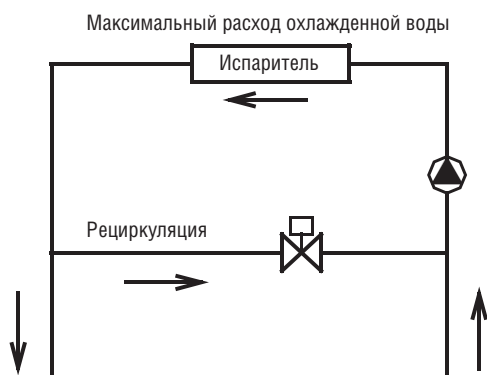 Максимальный расход охлажденной воды
Испаритель
Рециркуляция